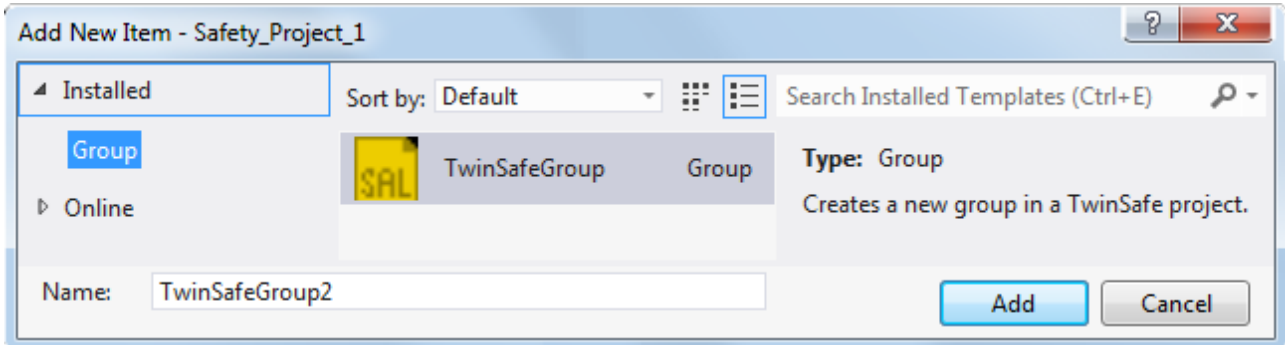 Add New Item - Safety_Project_1
Installed
Sort by: Default
Search Installed Templates (Ctrl+E)
Group
SAL
TwinSafeGroup Group
Type: Group
Online
Creates a new group in a TwinSafe project.
Name: TwinSafeGroup2
Add
Cancel